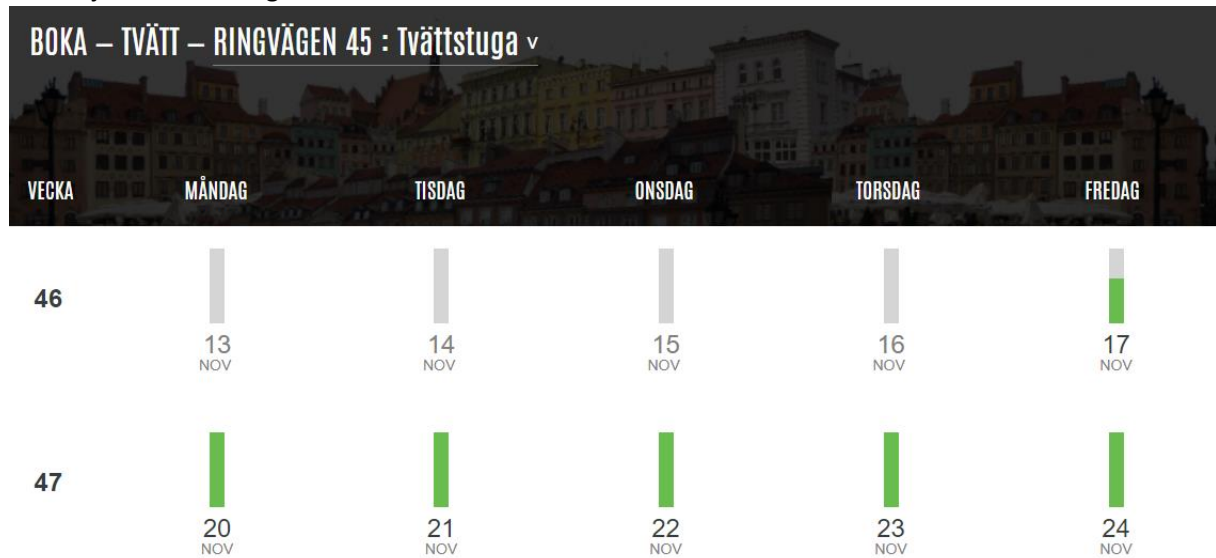 BOKA – TVÄTT – RINGVÄGEN 45 : Tvättstuga v
VECKA MÅNDAG TISDAG ONSDAG TORSDAG FREDAG
46
13 14 15 16 17
NOV NOV NOV NOV NOV
47
20 21 22 23 24
NOV NOV NOV NOV NOV